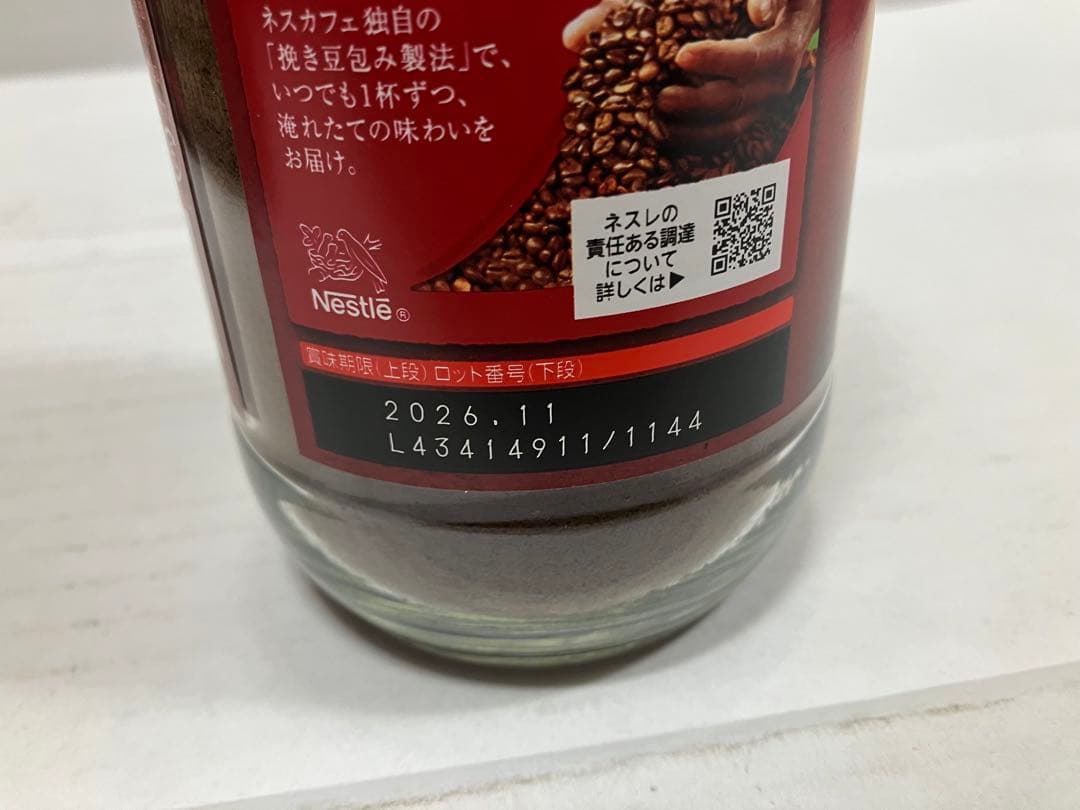 ネスカフェ独自の
「挽き豆包み製法」で、
いつでも1杯ずつ、
淹れたての味わいを
お届け。
Nestlé®
ネスレの
責任ある調達
について
詳しくは▶
賞味期限(上段) ロット番号(下段)
2026.11
L43414911/1144